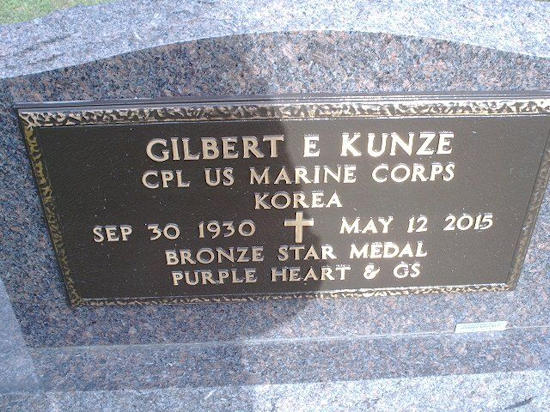 GILBERT E KUNZE
CPL US MARINE CORPS
KOREA
SEP 30 1930 ✝ MAY 12 2015
BRONZE STAR MEDAL
PURPLE HEART & GS